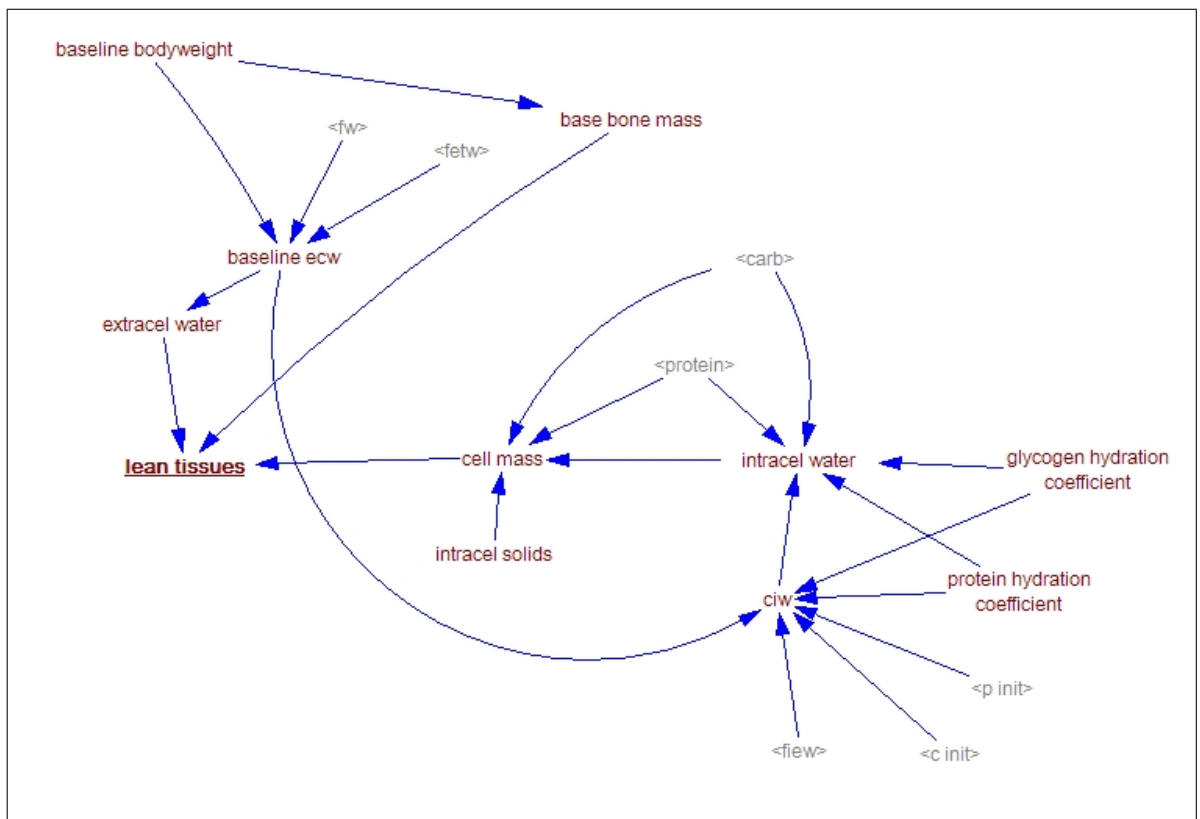 baseline bodyweight
base bone mass
<fw>
<fetw>
baseline ecw
<carb>
extracel water
<protein>
lean tissues
cell mass
intracel water
glycogen hydration
coefficient
intracel solids
protein hydration
coefficient
ciw
<p init>
<fiew>
<c init>